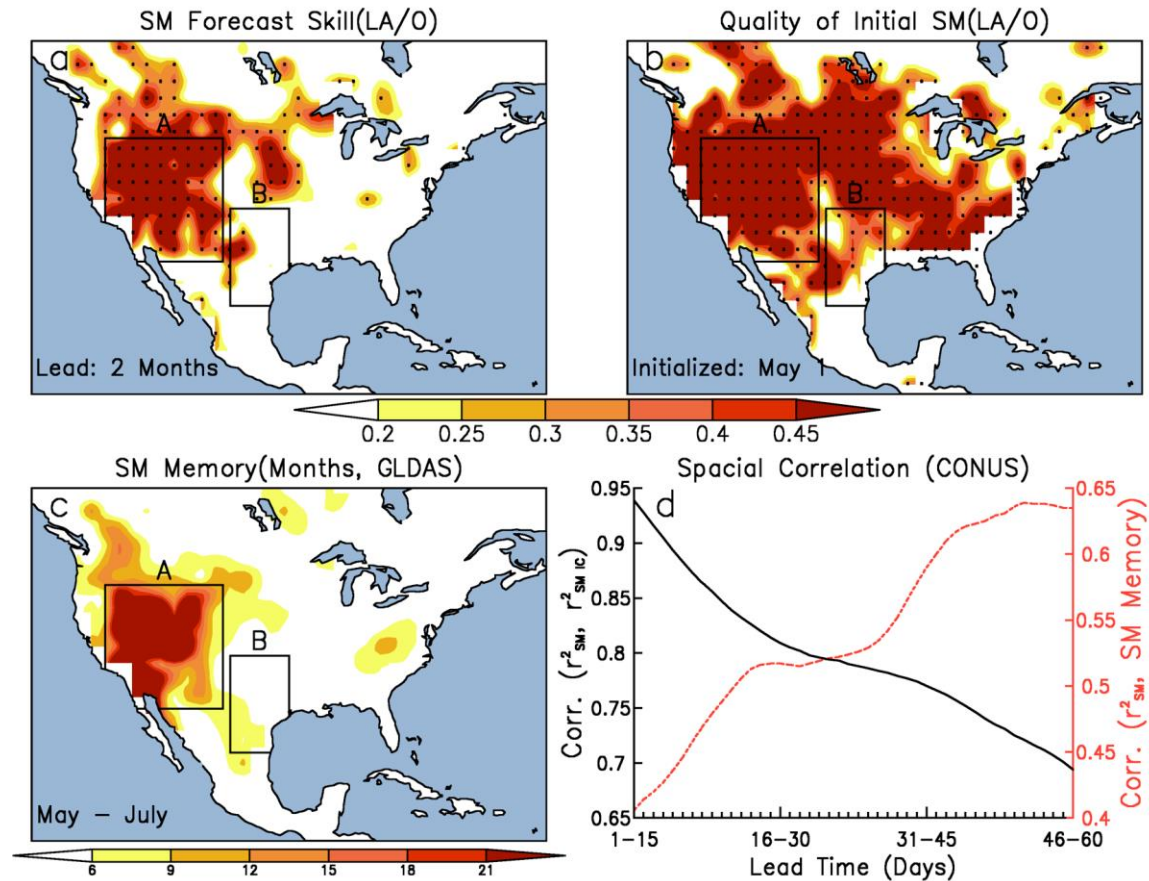 SM Forecast Skill(LA/O)
Quality of Initial SM(LA/O)
a
A
B
Lead: 2 Months
b
A
B
Initialized: May 1
0.2 0.25 0.3 0.35 0.4 0.45
SM Memory(Months, GLDAS)
Spacial Correlation (CONUS)
c
A
B
May – July
6 9 12 15 18 21
d
0.95
0.9
0.85
0.8
0.75
0.7
0.65
Corr. (r²SM, r²SM IC)
0.65
0.6
0.55
0.5
0.45
0.4
Corr. (r²SM, SM Memory)
1–15 16–30 31–45 46–60
Lead Time (Days)